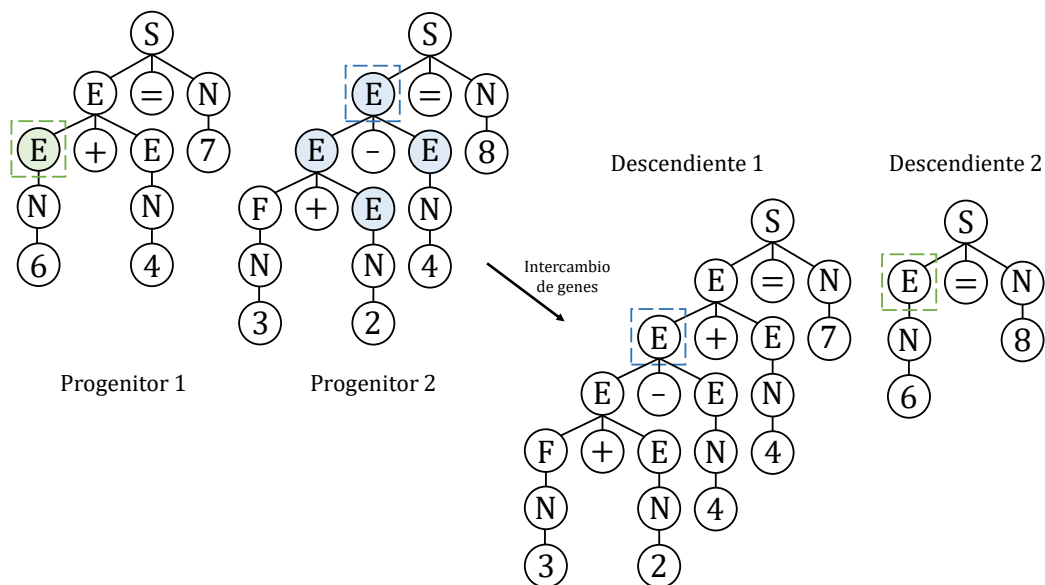 S
S
E = N
E = N
E + E 7
E - E 8
Descendiente 1
Descendiente 2
N N
F + E N
S
S
6 4
N N 4
Intercambio
de genes
E = N
E = N
3 2
E + E 7
N 8
Progenitor 1
Progenitor 2
E - E N
6
F + E N 4
N N 4
3 2